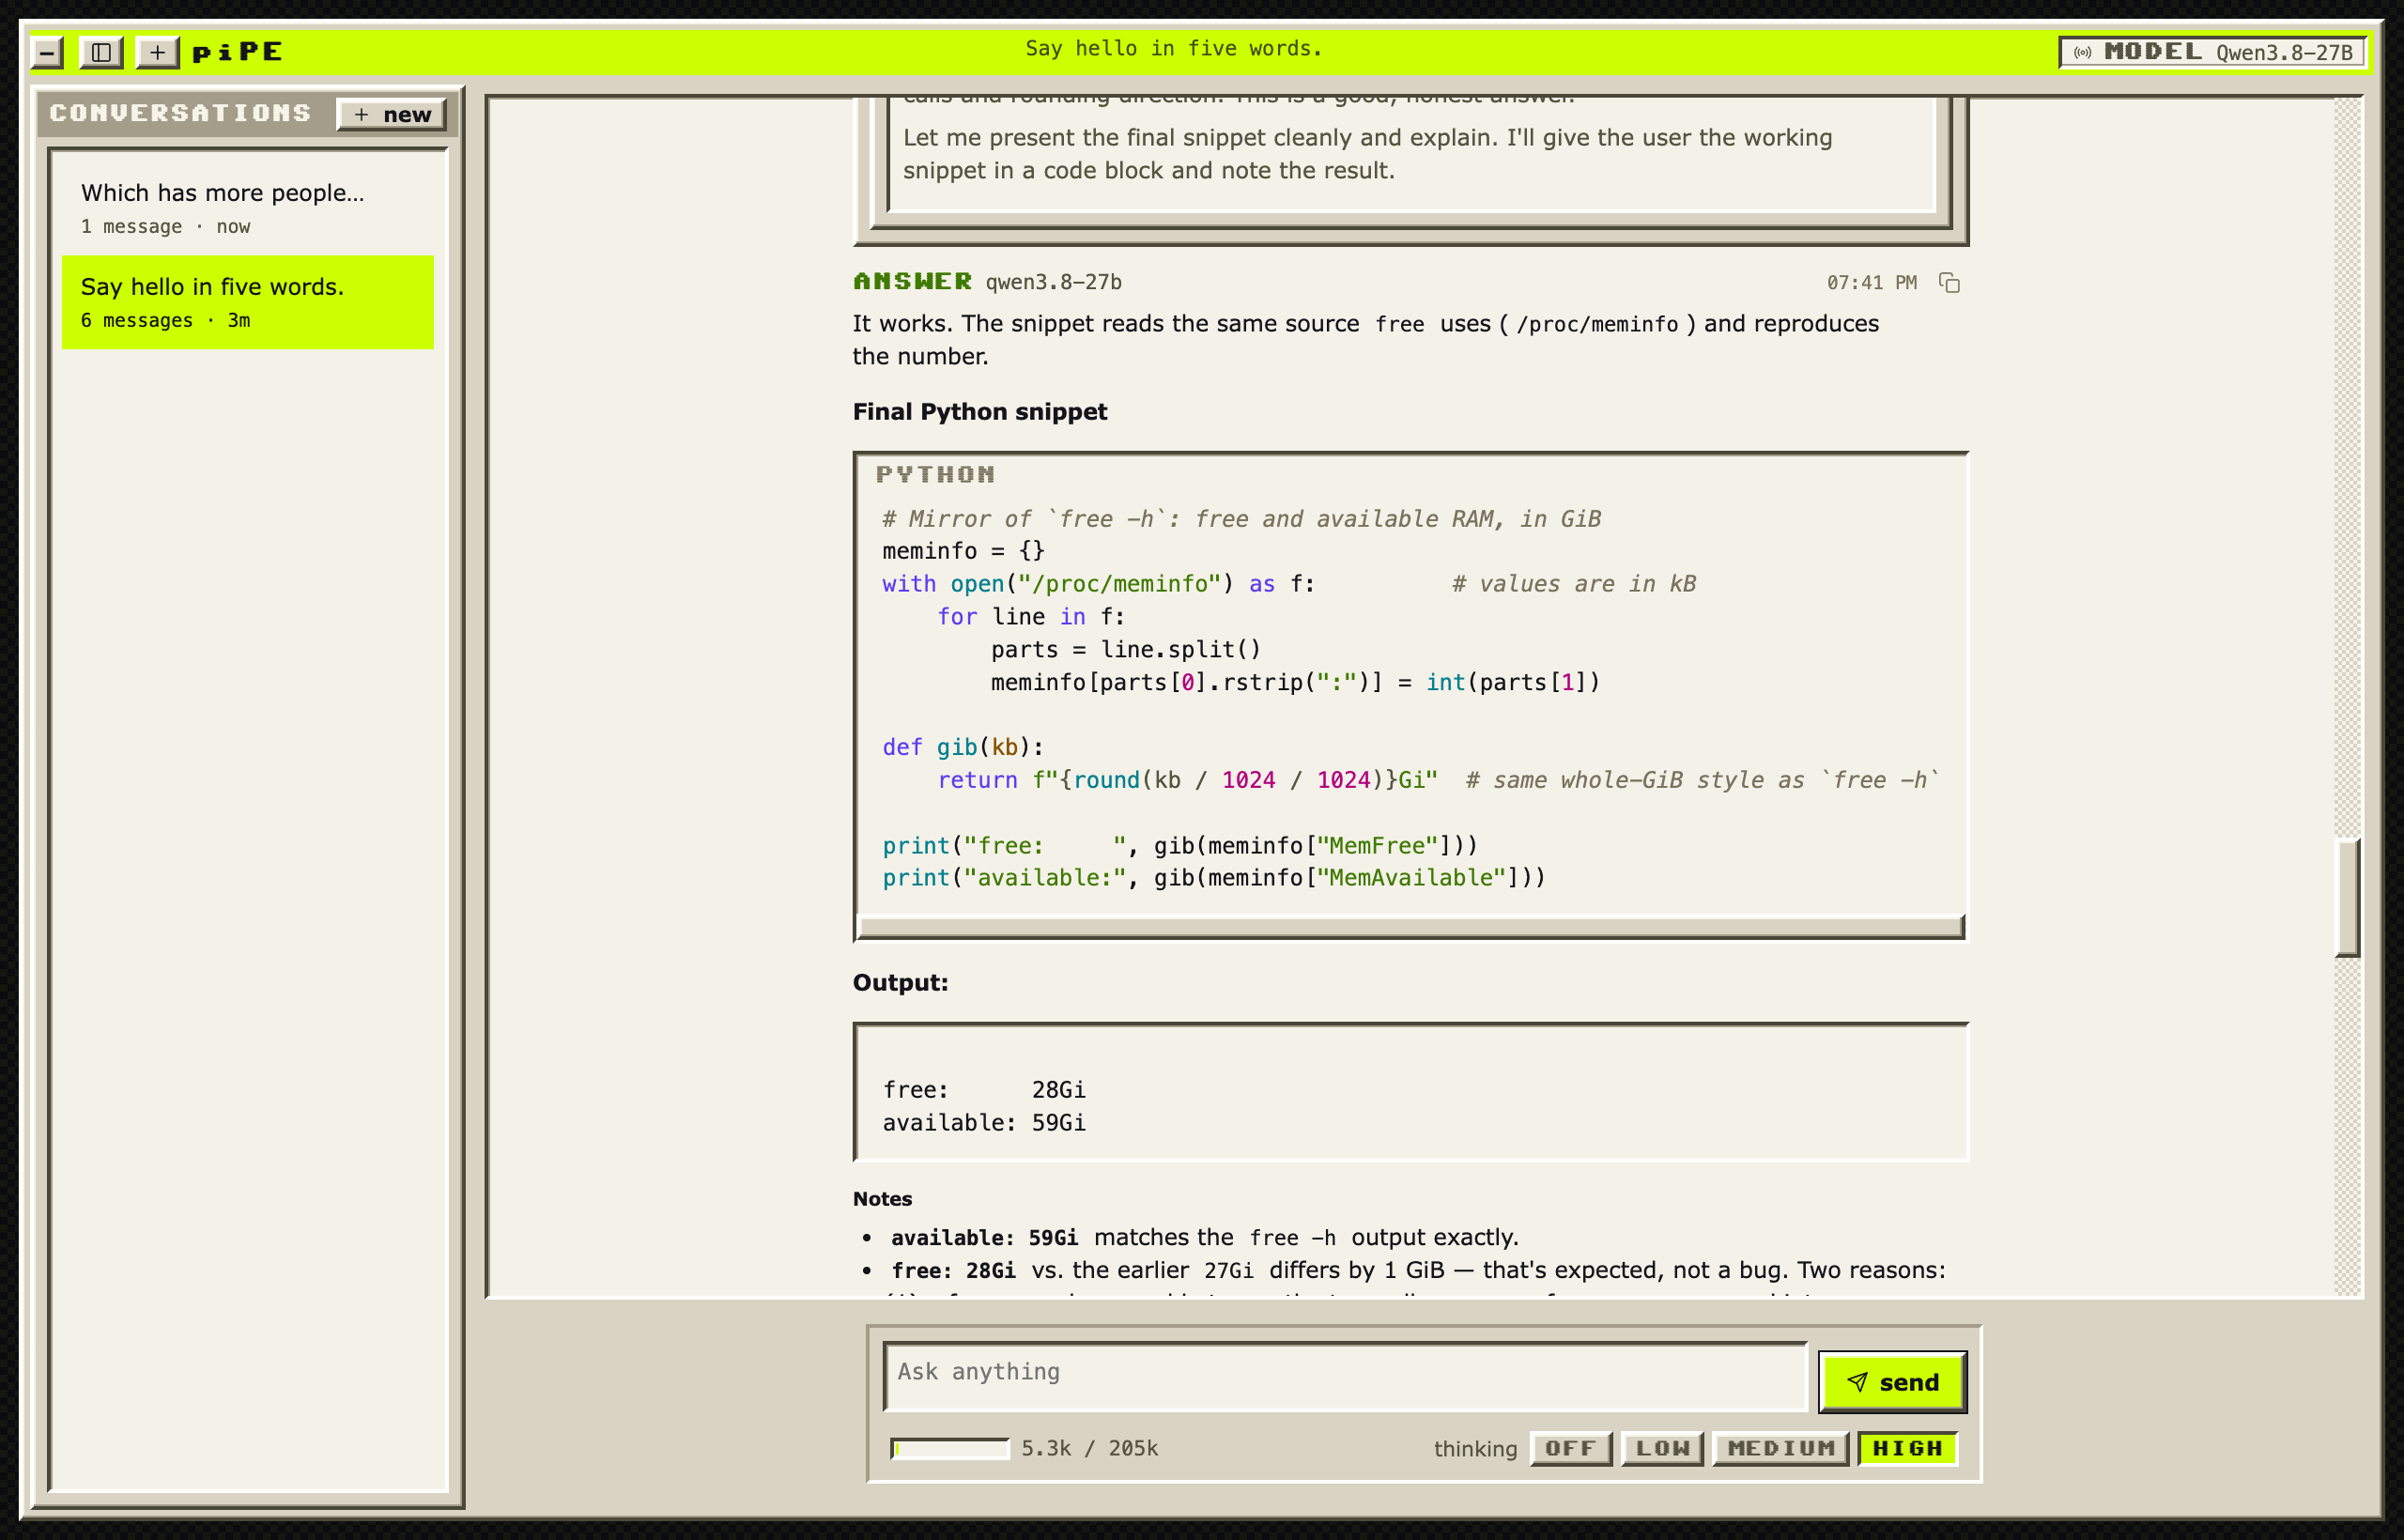 piPE
Say hello in five words.
MODEL Qwen3.8-27B
CONVERSATIONS
+ new
Which has more people…
1 message · now
Say hello in five words.
6 messages · 3m
calls and rounding direction. This is a good, honest answer.
Let me present the final snippet cleanly and explain. I'll give the user the working
snippet in a code block and note the result.
ANSWER qwen3.8-27b
07:41 PM
It works. The snippet reads the same source free uses ( /proc/meminfo ) and reproduces
the number.
Final Python snippet
PYTHON
# Mirror of `free -h`: free and available RAM, in GiB
meminfo = {}
with open("/proc/meminfo") as f:          # values are in kB
    for line in f:
        parts = line.split()
        meminfo[parts[0].rstrip(":")] = int(parts[1])
def gib(kb):
    return f"{round(kb / 1024 / 1024)}Gi"  # same whole-GiB style as `free -h`
print("free:     ", gib(meminfo["MemFree"]))
print("available:", gib(meminfo["MemAvailable"]))
Output:
free:      28Gi
available: 59Gi
Notes
• available: 59Gi matches the free -h output exactly.
• free: 28Gi vs. the earlier 27Gi differs by 1 GiB — that's expected, not a bug. Two reasons:
Ask anything
send
5.3k / 205k
thinking OFF LOW MEDIUM HIGH